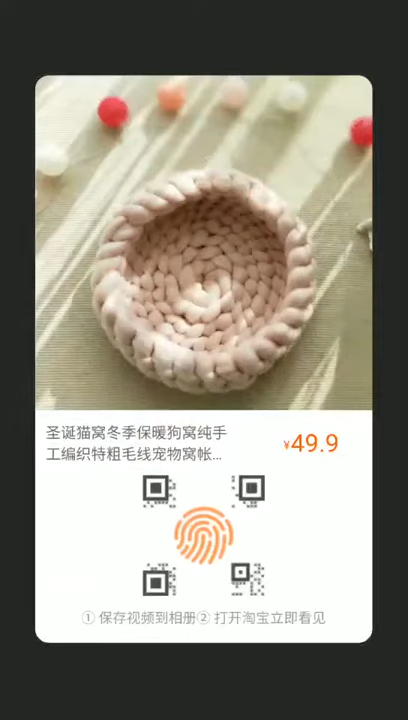 圣诞猫窝冬季保暖狗窝纯手
工编织特粗毛线宠物窝帐...
¥49.9
① 保存视频到相册② 打开淘宝立即看见